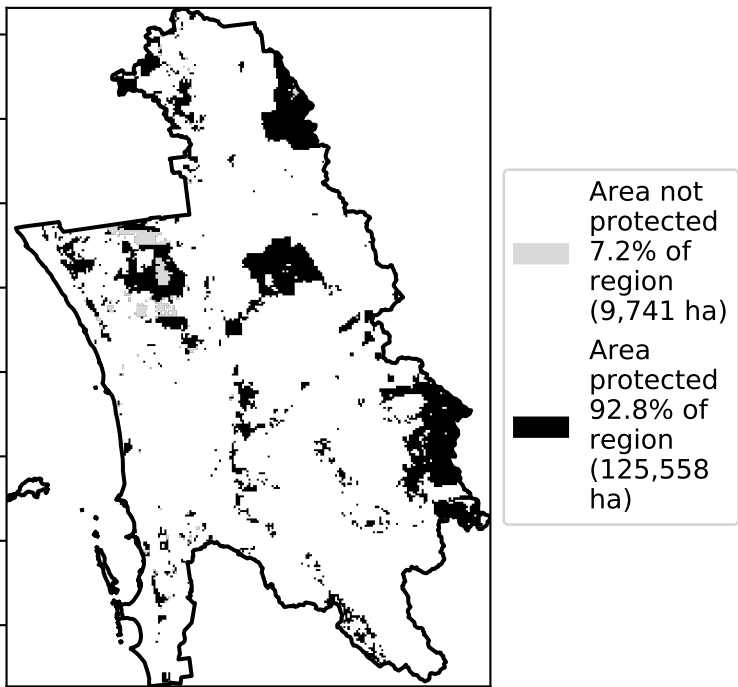 Area not
protected
7.2% of
region
(9,741 ha)
Area
protected
92.8% of
region
(125,558
ha)